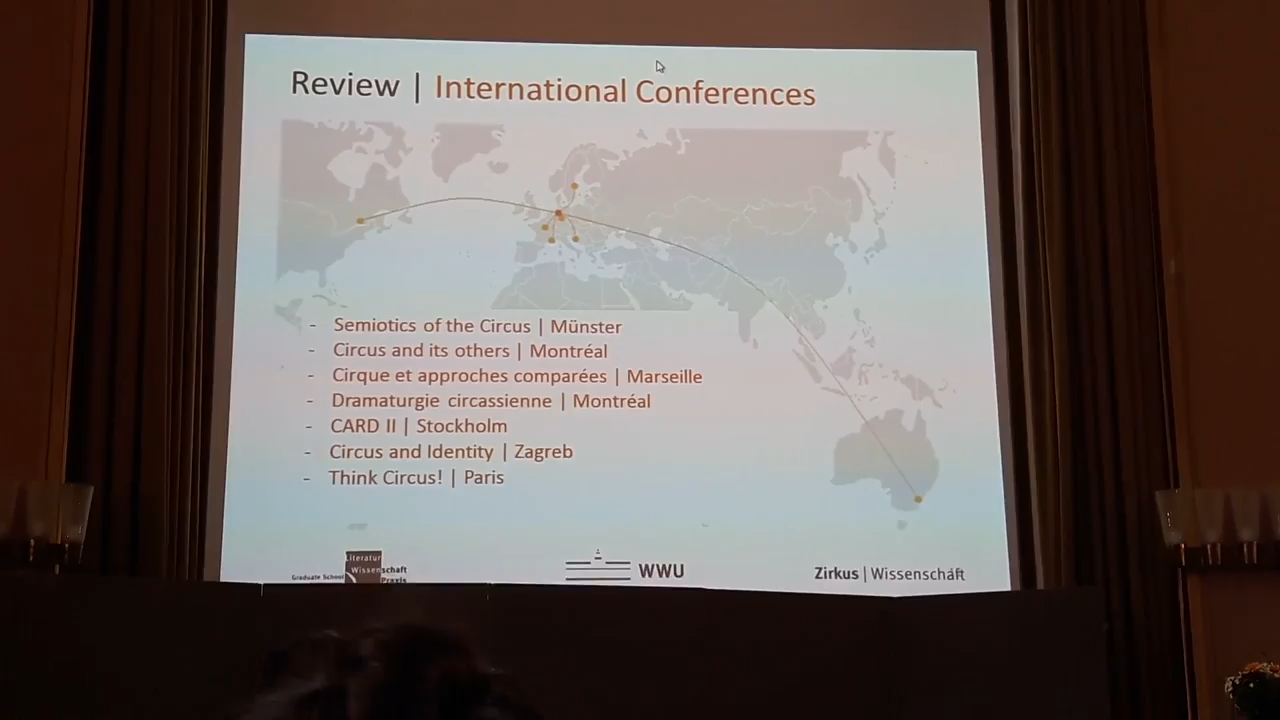 Review | International Conferences
- Semiotics of the Circus | Münster
- Circus and its others | Montréal
- Cirque et approches comparées | Marseille
- Dramaturgie circassienne | Montréal
- CARD II | Stockholm
- Circus and Identity | Zagreb
- Think Circus! | Paris
Literatur
Wissenschaft
Graduate School
Praxis
WWU
Zirkus | Wissenschaft